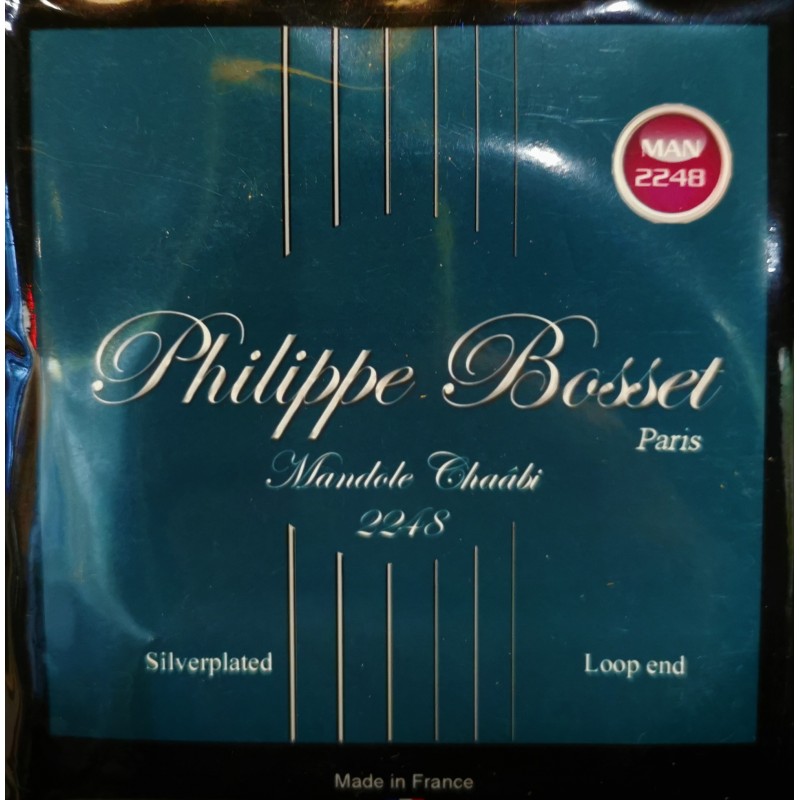 MAN
2248
Philippe Bosset
Paris
Mandole Chaâbi
2248
Silverplated
Loop end
Made in France